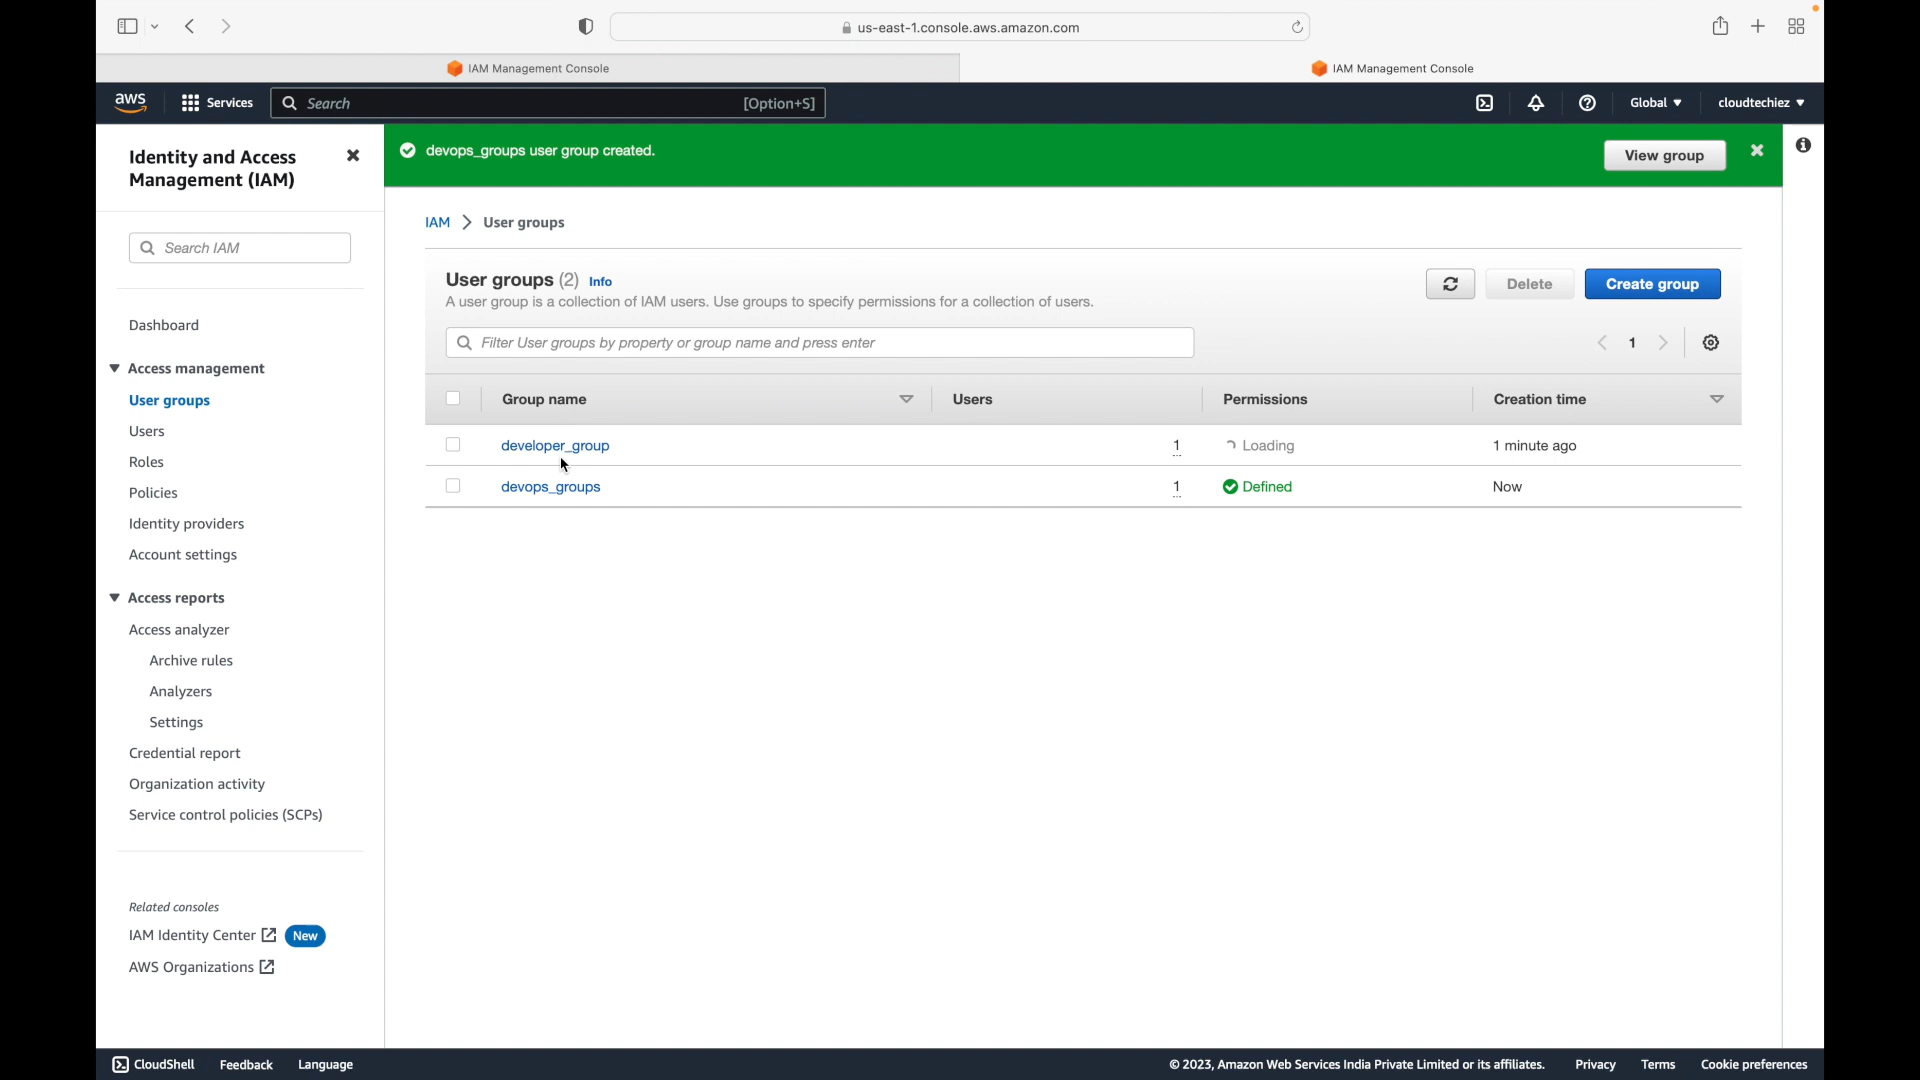 us-east-1.console.aws.amazon.com
IAM Management Console
IAM Management Console
aws
Services
Search
[Option+S]
Global
cloudtechiez
Identity and Access
Management (IAM)
Search IAM
Dashboard
Access management
User groups
Users
Roles
Policies
Identity providers
Account settings
Access reports
Access analyzer
Archive rules
Analyzers
Settings
Credential report
Organization activity
Service control policies (SCPs)
Related consoles
IAM Identity Center New
AWS Organizations
devops_groups user group created.
View group
IAM > User groups
User groups (2) Info
A user group is a collection of IAM users. Use groups to specify permissions for a collection of users.
Delete
Create group
Filter User groups by property or group name and press enter
1
Group name Users Permissions Creation time
developer_group 1 Loading 1 minute ago
devops_groups 1 Defined Now
CloudShell Feedback Language
© 2023, Amazon Web Services India Private Limited or its affiliates. Privacy Terms Cookie preferences